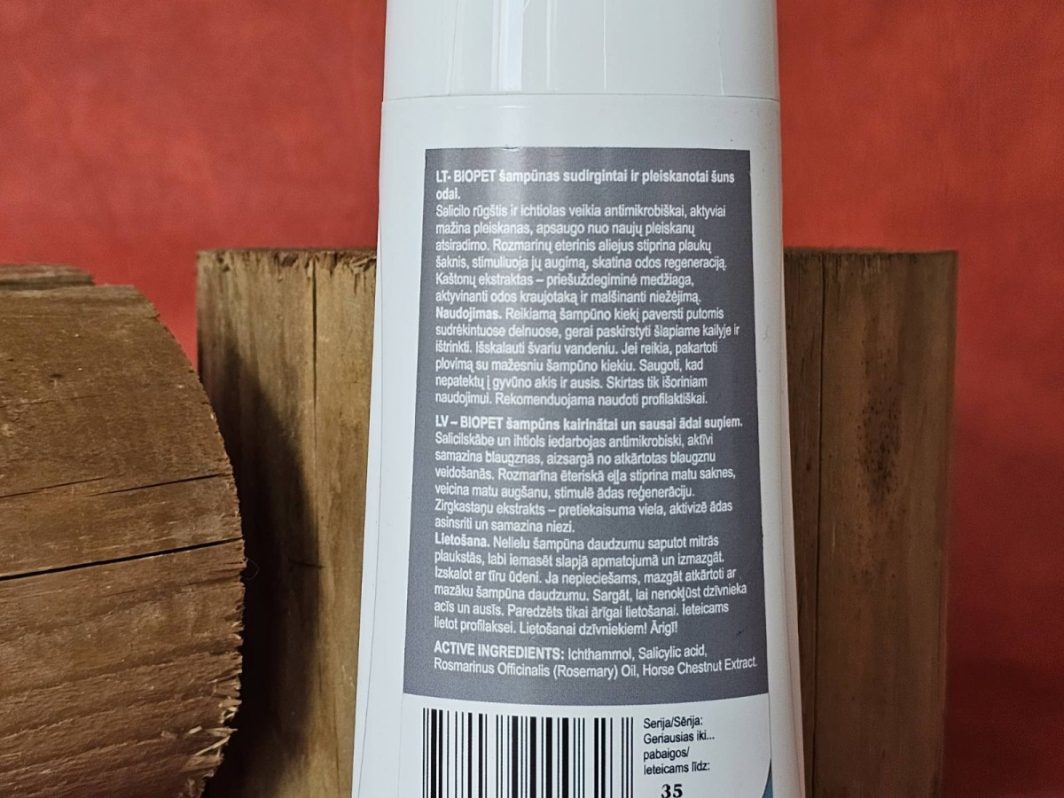 LT- BIOPET šampūnas sudirgintai ir pleiskanotai šuns
odai.
Salicilo rūgštis ir ichtiolas veikia antimikrobiškai, aktyviai
mažina pleiskanas, apsaugo nuo naujų pleiskanų
atsiradimo. Rozmarinų eterinis aliejus stiprina plaukų
šaknis, stimuliuoja jų augimą, skatina odos regeneraciją.
Kaštonų ekstraktas – priešuždegiminė medžiaga,
aktyvinanti odos kraujotaką ir malšinanti niežėjimą.
Naudojimas. Reikiamą šampūno kiekį paversti putomis
sudrėkintuose delnuose, gerai paskirstyti šlapiame kailyje ir
ištrinkti. Išskalauti švariu vandeniu. Jei reikia, pakartoti
plovimą su mažesniu šampūno kiekiu. Saugoti, kad
nepatektų į gyvūno akis ir ausis. Skirtas tik išoriniam
naudojimui. Rekomenduojama naudoti profilaktiškai.
LV – BIOPET šampūns kairinātai un sausai ādai suņiem.
Salicilskābe un ihtiols iedarbojas antimikrobiski, aktīvi
samazina blaugznas, aizsargā no atkārtotas blaugznu
veidošanās. Rozmarīna ēteriskā eļļa stiprina matu saknes,
veicina matu augšanu, stimulē ādas reģenerāciju.
Zirgkastaņu ekstrakts – pretiekaisuma viela, aktivizē ādas
asinsriti un samazina niezi.
Lietošana. Nelielu šampūna daudzumu saputot mitrās
plaukstās, labi iemasēt slapjā apmatojumā un izmazgāt.
Izskalot ar tīru ūdeni. Ja nepieciešams, mazgāt atkārtoti ar
mazāku šampūna daudzumu. Sargāt, lai nenokļūst dzīvnieka
acīs un ausīs. Paredzēts tikai ārīgai lietošanai. Ieteicams
lietot profilaksei. Lietošanai dzīvniekiem! Ārīgi!
ACTIVE INGREDIENTS: Ichthammol, Salicylic acid,
Rosmarinus Officinalis (Rosemary) Oil, Horse Chestnut Extract.
Serija/Sērija:
Geriausias iki...
pabaigos/
Ieteicams līdz:
35